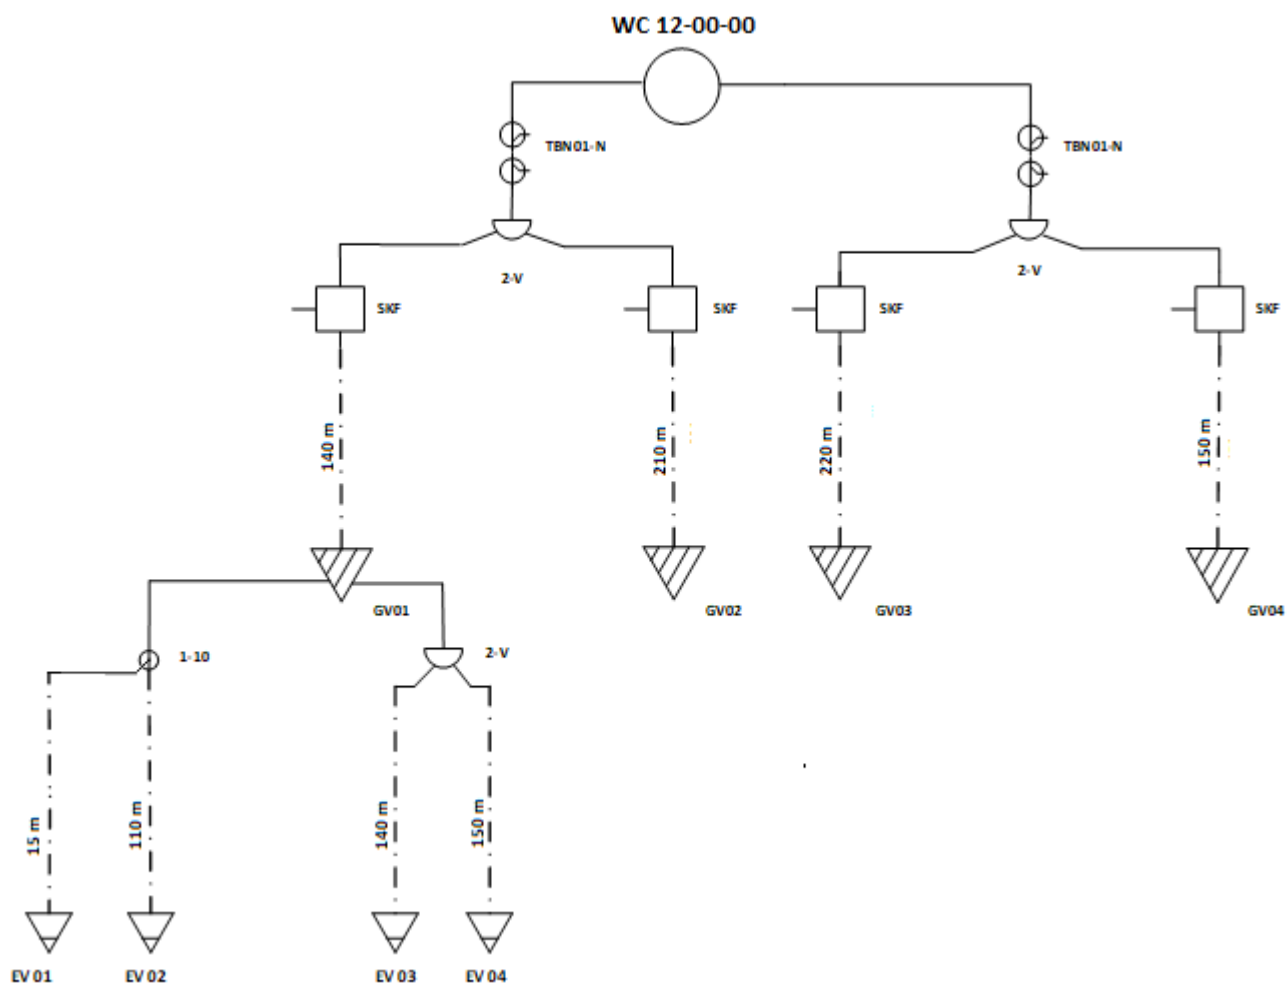 WC 12-00-00
TBN01-N
TBN01-N
2-V
2-V
SKF
SKF
SKF
SKF
140 m
210 m
220 m
150 m
GV01
GV02
GV03
GV04
1-10
2-V
15 m
110 m
140 m
150 m
EV 01
EV 02
EV 03
EV 04